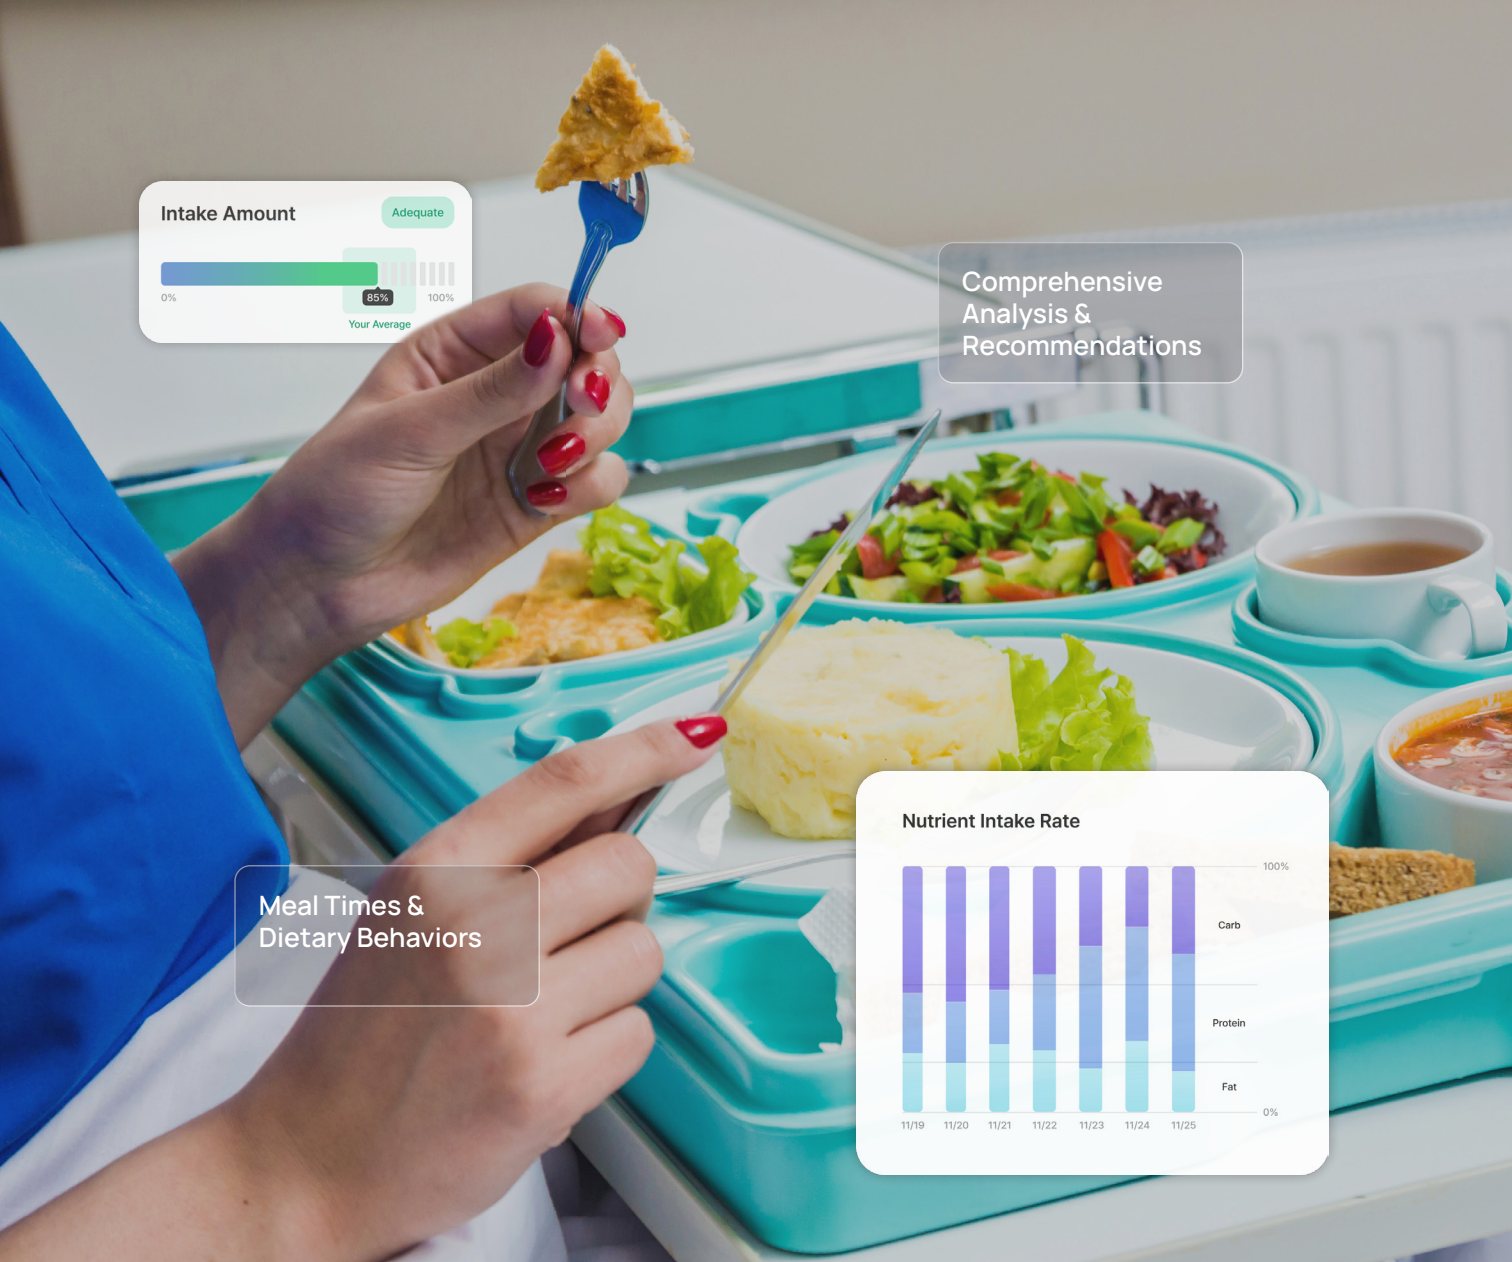 Intake Amount
Adequate
0%
85%
100%
Your Average
Comprehensive
Analysis &
Recommendations
Meal Times &
Dietary Behaviors
Nutrient Intake Rate
100%
Carb
Protein
Fat
0%
11/19 11/20 11/21 11/22 11/23 11/24 11/25